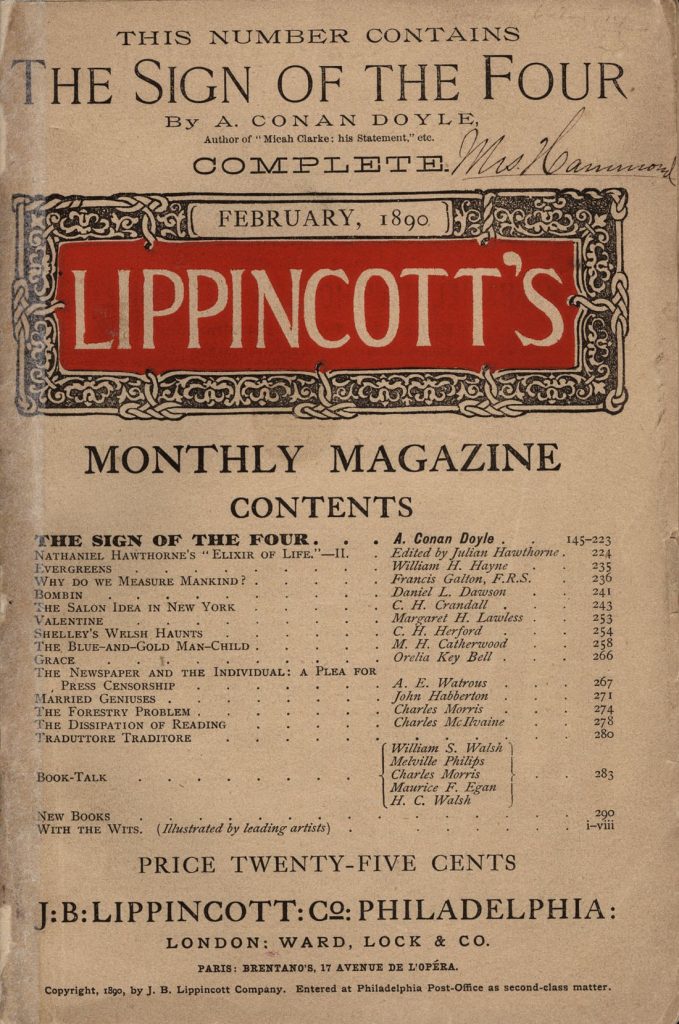 THIS NUMBER CONTAINS
THE SIGN OF THE FOUR
By A. CONAN DOYLE,
Author of "Micah Clarke: his Statement," etc.
COMPLETE.
Mrs. Hammond
FEBRUARY, 1890
LIPPINCOTT'S
MONTHLY MAGAZINE
CONTENTS
THE SIGN OF THE FOUR . . . A. Conan Doyle . . 145–223
NATHANIEL HAWTHORNE'S "ELIXIR OF LIFE."—II. . Edited by Julian Hawthorne . 224
EVERGREENS . . . . . . . William H. Hayne . . 235
WHY DO WE MEASURE MANKIND? . . . . . Francis Galton, F.R.S. . 236
BOMBIN . . . . . . . . Daniel L. Dawson . . 241
THE SALON IDEA IN NEW YORK . . . . . C. H. Crandall . . 243
VALENTINE . . . . . . . Margaret H. Lawless . . 253
SHELLEY'S WELSH HAUNTS . . . . . C. H. Herford . . 254
THE BLUE-AND-GOLD MAN-CHILD . . . . M. H. Catherwood . . 258
GRACE . . . . . . . . Orelia Key Bell . . 266
THE NEWSPAPER AND THE INDIVIDUAL: A PLEA FOR
PRESS CENSORSHIP . . . . . . A. E. Watrous . . . 267
MARRIED GENIUSES . . . . . . John Habberton . . 271
THE FORESTRY PROBLEM . . . . . . Charles Morris . . . 274
THE DISSIPATION OF READING . . . . . Charles McIlvaine . . 278
TRADUTTORE TRADITORE . . . . . . . . . . 280
William S. Walsh
Melville Philips
BOOK-TALK . . . . . . . Charles Morris . . 283
Maurice F. Egan
H. C. Walsh
NEW BOOKS . . . . . . . . . . . 290
WITH THE WITS. (Illustrated by leading artists) . . . . . . i–viii
PRICE TWENTY-FIVE CENTS
J:B:LIPPINCOTT:Co:PHILADELPHIA:
LONDON: WARD, LOCK & CO.
PARIS: BRENTANO'S, 17 AVENUE DE L'OPÉRA.
Copyright, 1890, by J. B. Lippincott Company. Entered at Philadelphia Post-Office as second-class matter.